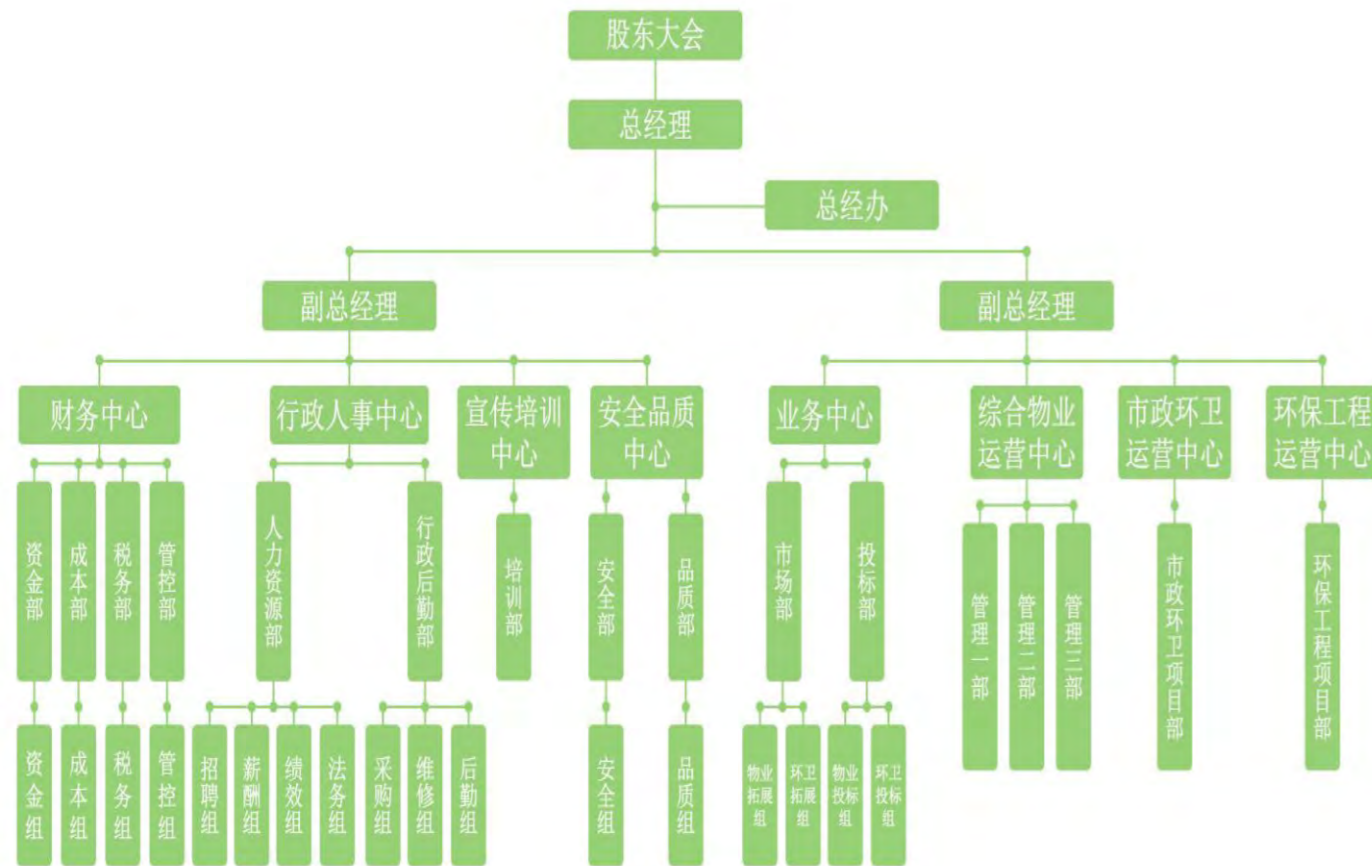 股东大会
总经理
总经办
副总经理
副总经理
财务中心
行政人事中心
宣传培训
中心
安全品质
中心
业务中心
综合物业
运营中心
市政环卫
运营中心
环保工程
运营中心
资金部
成本部
税务部
管控部
人力资源部
行政后勤部
培训部
安全部
品质部
市场部
投标部
管理一部
管理二部
管理三部
市政环卫项目部
环保工程项目部
资金组
成本组
税务组
管控组
招聘组
薪酬组
绩效组
法务组
采购组
维修组
后勤组
安全组
品质组
物业
拓展
组
环卫
拓展
组
物业
投标
组
环卫
投标
组